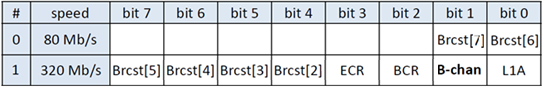 # speed bit 7 bit 6 bit 5 bit 4 bit 3 bit 2 bit 1 bit 0
0 80 Mb/s Brcst[7] Brcst[6]
1 320 Mb/s Brcst[5] Brcst[4] Brcst[3] Brcst[2] ECR BCR B-chan L1A